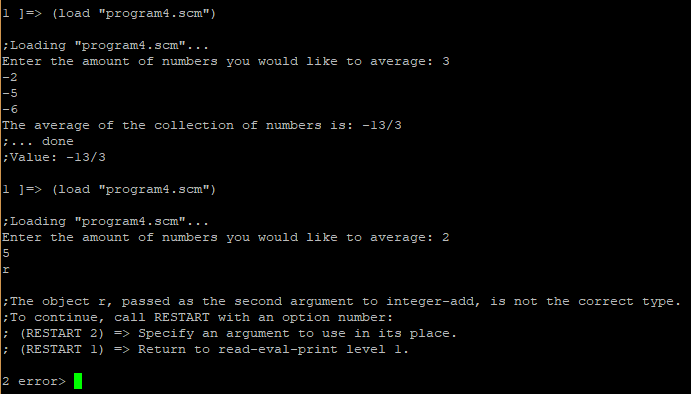 1 ]=> (load "program4.scm")
;Loading "program4.scm"...
Enter the amount of numbers you would like to average: 3
-2
-5
-6
The average of the collection of numbers is: -13/3
;... done
;Value: -13/3
1 ]=> (load "program4.scm")
;Loading "program4.scm"...
Enter the amount of numbers you would like to average: 2
5
r
;The object r, passed as the second argument to integer-add, is not the correct type.
;To continue, call RESTART with an option number:
; (RESTART 2) => Specify an argument to use in its place.
; (RESTART 1) => Return to read-eval-print level 1.
2 error>